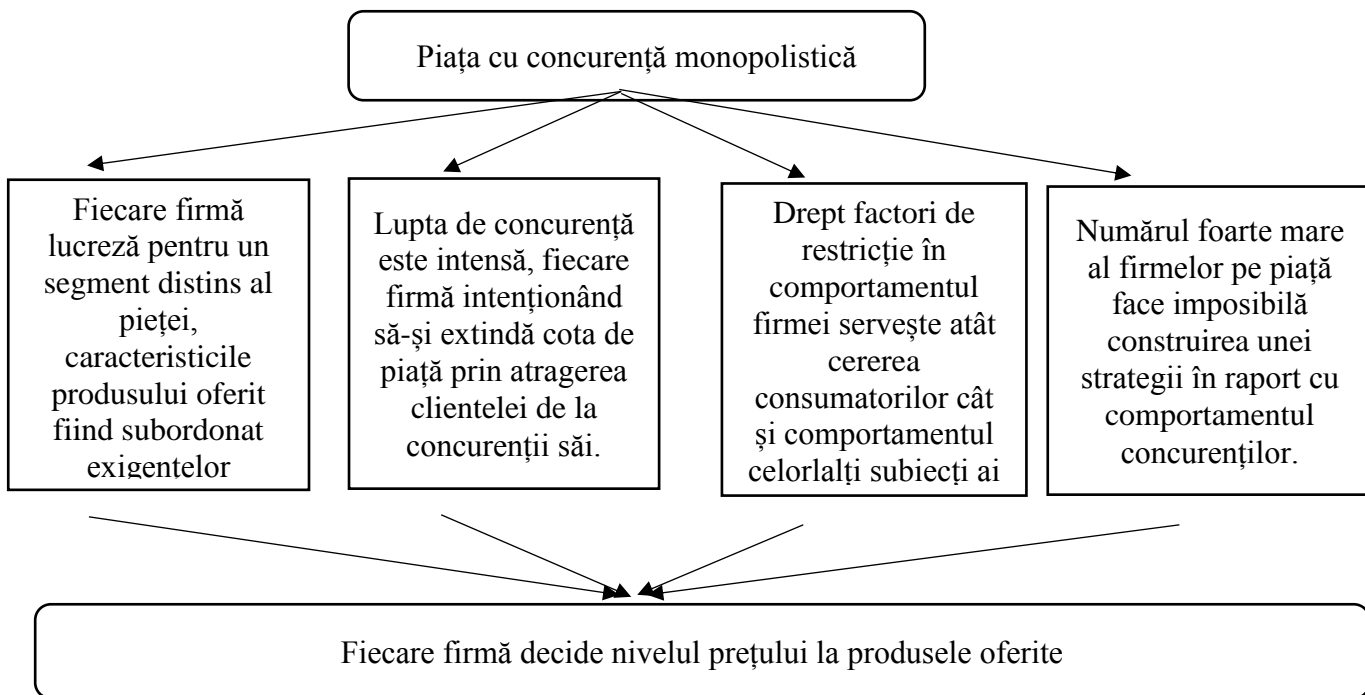 Piața cu concurență monopolistică
Fiecare firmă
lucreză pentru un
segment distins al
pieței,
caracteristicile
produsului oferit
fiind subordonat
exigențelor
Lupta de concurență
este intensă, fiecare
firmă intenționând
să-și extindă cota de
piață prin atragerea
clientelei de la
concurenții săi.
Drept factori de
restricție în
comportamentul
firmei servește atât
cererea
consumatorilor cât
și comportamentul
celorlalți subiecți ai
Numărul foarte mare
al firmelor pe piață
face imposibilă
construirea unei
strategii în raport cu
comportamentul
concurenților.
Fiecare firmă decide nivelul prețului la produsele oferite